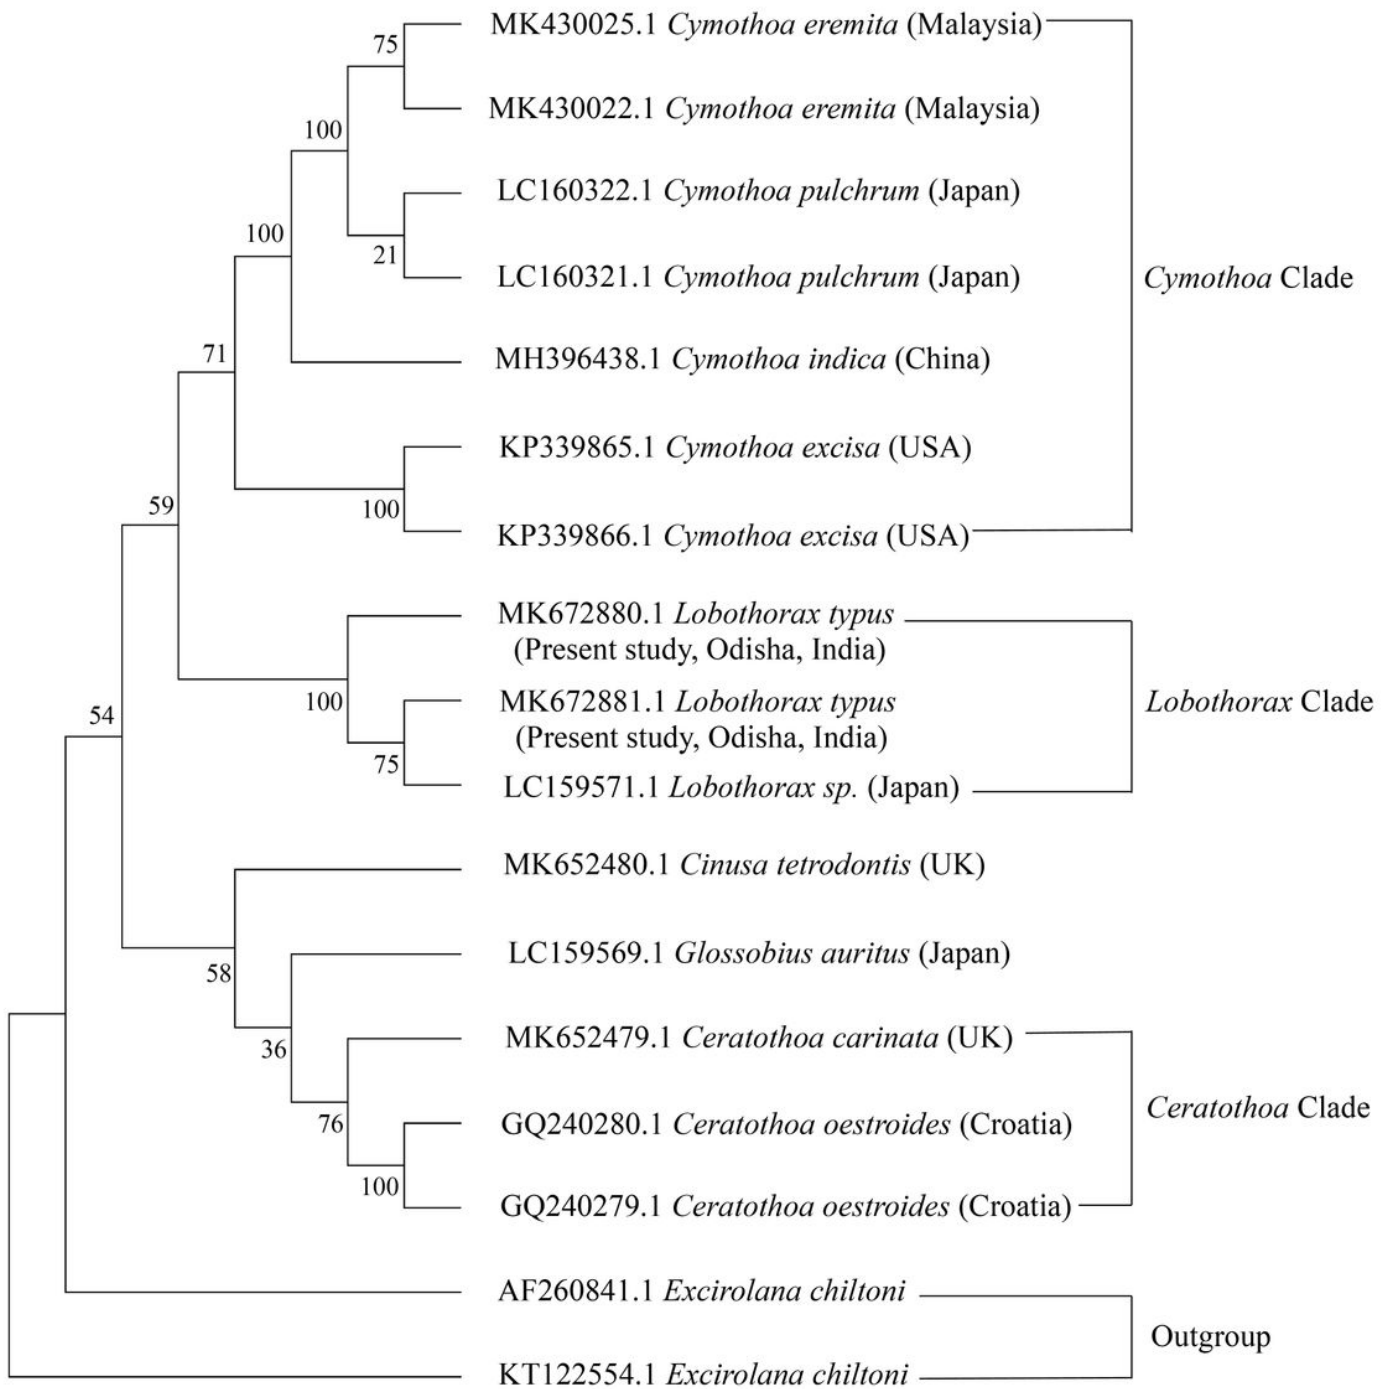 MK430025.1 Cymothoa eremita (Malaysia)
75
MK430022.1 Cymothoa eremita (Malaysia)
100
LC160322.1 Cymothoa pulchrum (Japan)
100
21
LC160321.1 Cymothoa pulchrum (Japan)
Cymothoa Clade
71
MH396438.1 Cymothoa indica (China)
KP339865.1 Cymothoa excisa (USA)
59
100
KP339866.1 Cymothoa excisa (USA)
MK672880.1 Lobothorax typus
(Present study, Odisha, India)
100
MK672881.1 Lobothorax typus
(Present study, Odisha, India)
Lobothorax Clade
54
75
LC159571.1 Lobothorax sp. (Japan)
MK652480.1 Cinusa tetrodontis (UK)
LC159569.1 Glossobius auritus (Japan)
58
MK652479.1 Ceratothoa carinata (UK)
36
Ceratothoa Clade
76
GQ240280.1 Ceratothoa oestroides (Croatia)
100
GQ240279.1 Ceratothoa oestroides (Croatia)
AF260841.1 Excirolana chiltoni
Outgroup
KT122554.1 Excirolana chiltoni